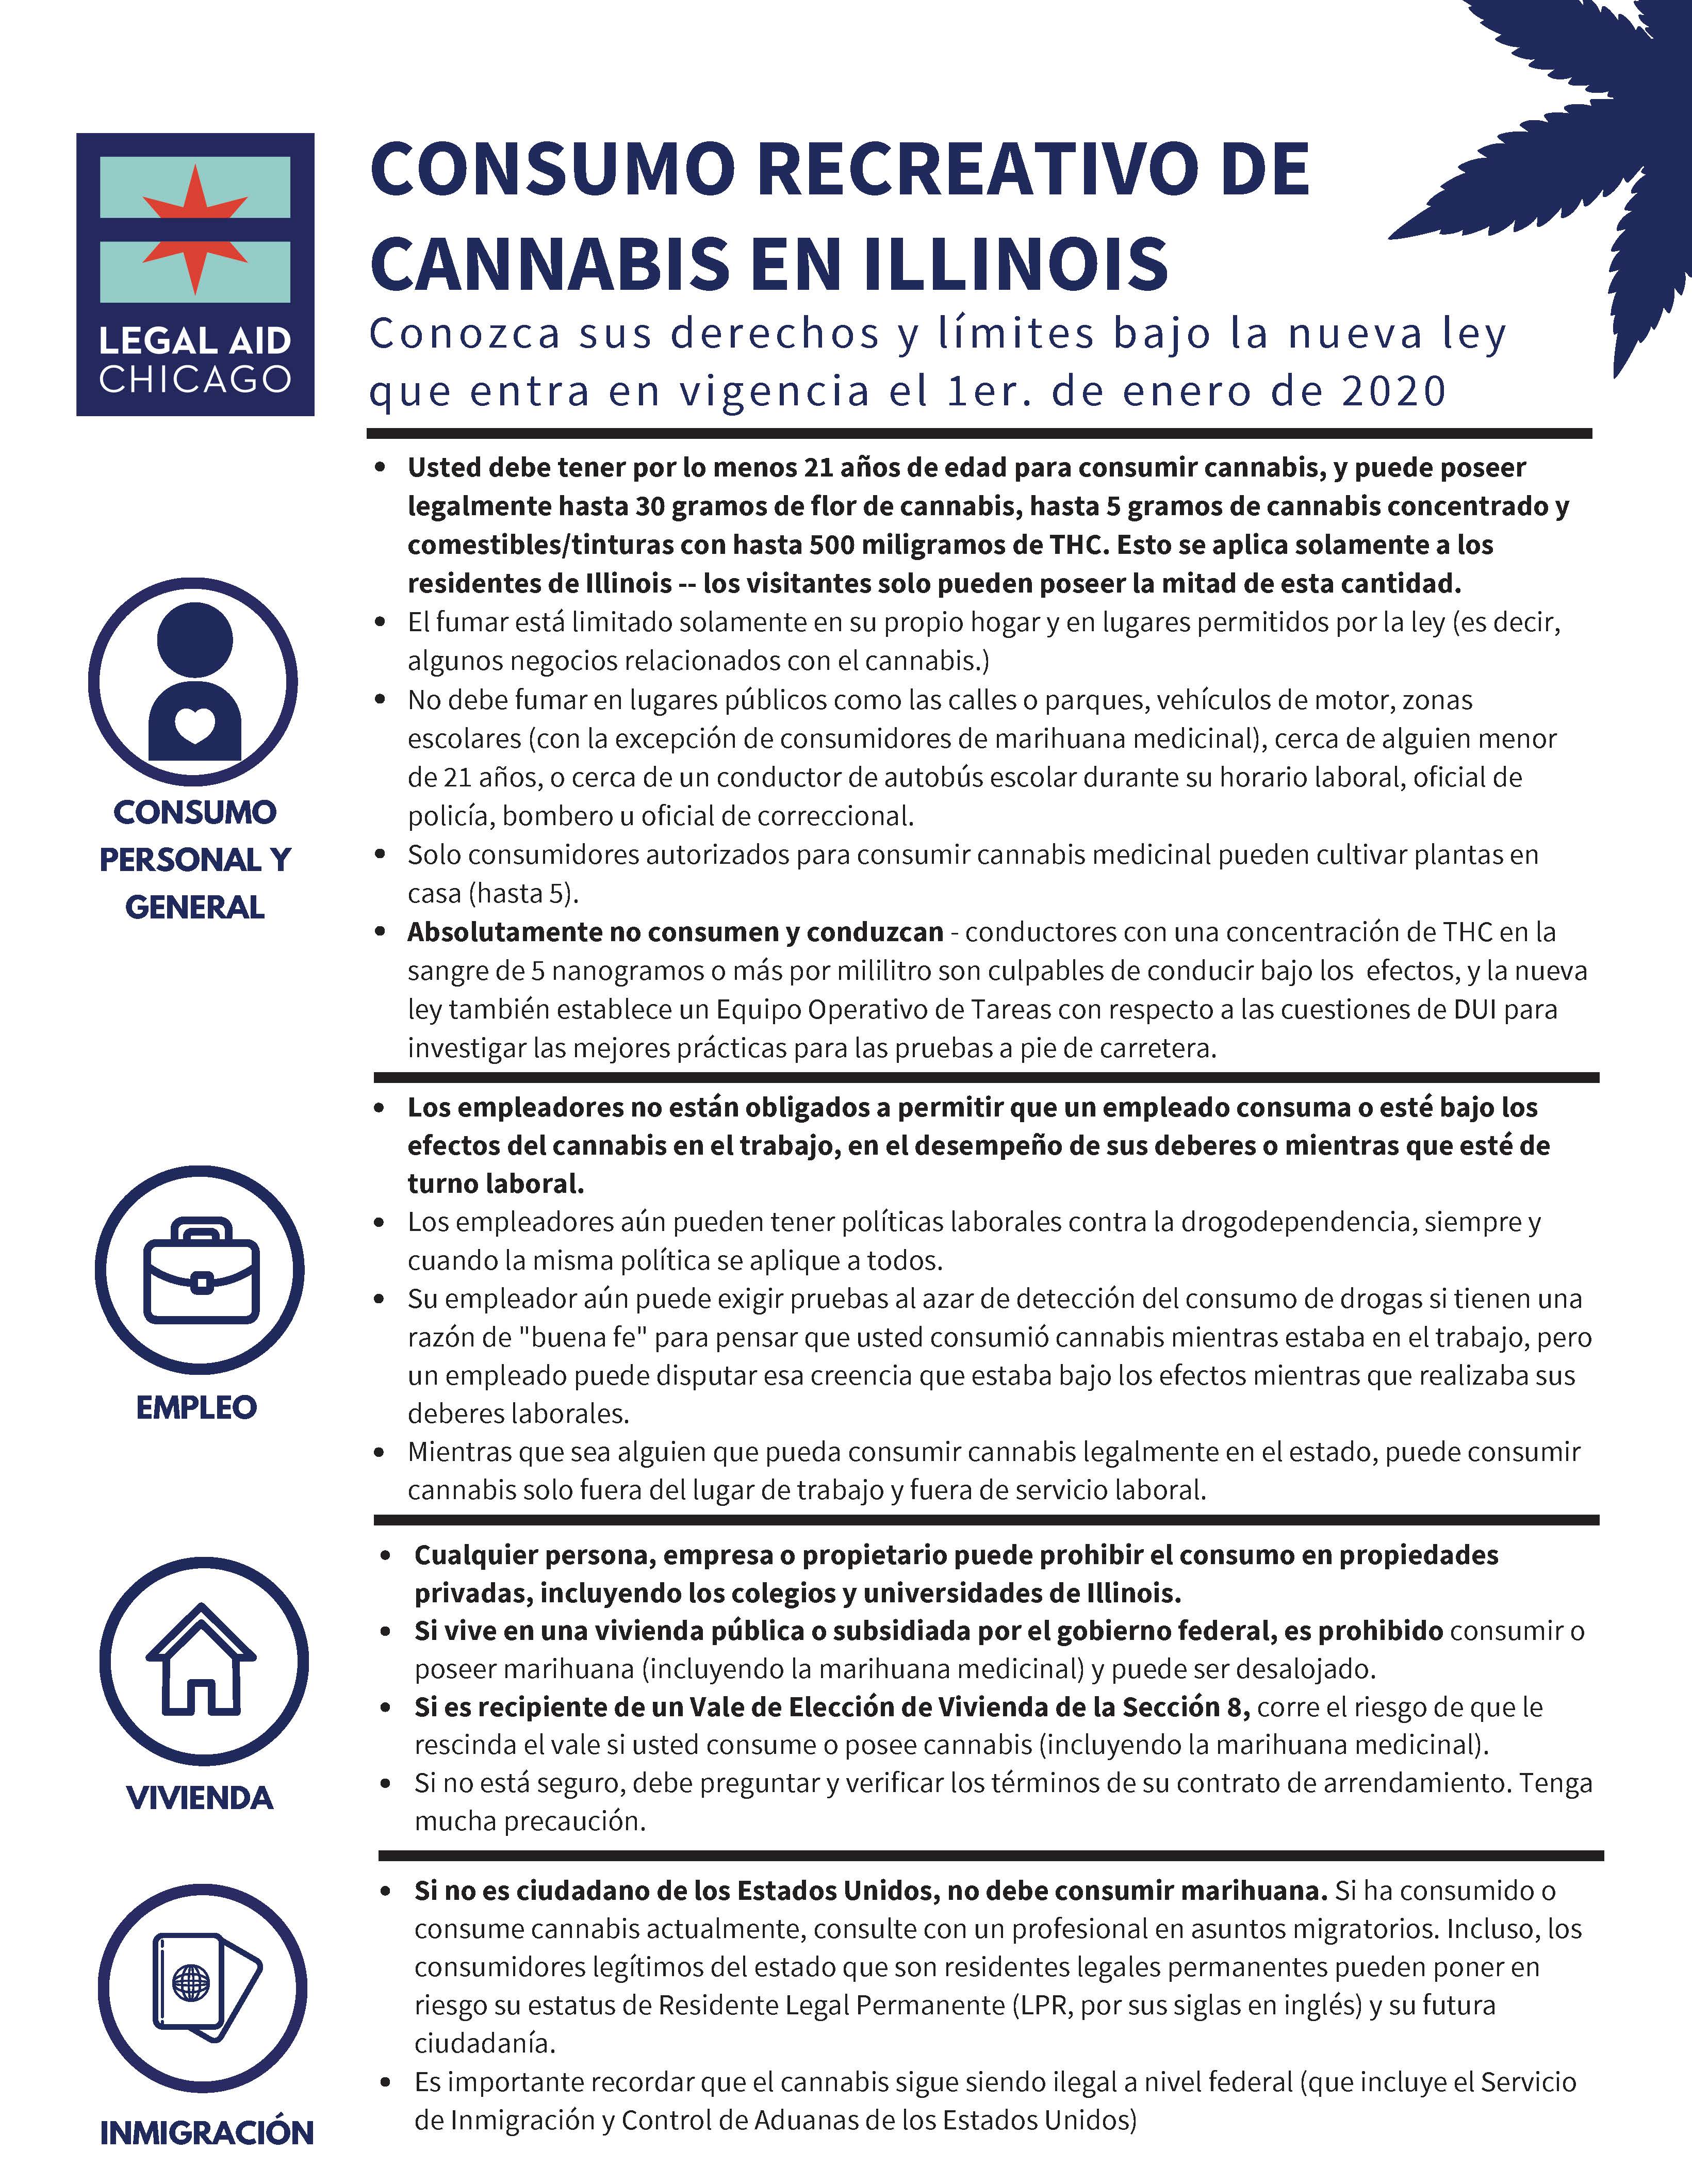 LEGAL AID
CHICAGO
CONSUMO RECREATIVO DE
CANNABIS EN ILLINOIS
Conozca sus derechos y límites bajo la nueva ley
que entra en vigencia el 1er. de enero de 2020
CONSUMO
PERSONAL Y
GENERAL
• Usted debe tener por lo menos 21 años de edad para consumir cannabis, y puede poseer
legalmente hasta 30 gramos de flor de cannabis, hasta 5 gramos de cannabis concentrado y
comestibles/tinturas con hasta 500 miligramos de THC. Esto se aplica solamente a los
residentes de Illinois -- los visitantes solo pueden poseer la mitad de esta cantidad.
• El fumar está limitado solamente en su propio hogar y en lugares permitidos por la ley (es decir,
algunos negocios relacionados con el cannabis.)
• No debe fumar en lugares públicos como las calles o parques, vehículos de motor, zonas
escolares (con la excepción de consumidores de marihuana medicinal), cerca de alguien menor
de 21 años, o cerca de un conductor de autobús escolar durante su horario laboral, oficial de
policía, bombero u oficial de correccional.
• Solo consumidores autorizados para consumir cannabis medicinal pueden cultivar plantas en
casa (hasta 5).
• Absolutamente no consumen y conduzcan - conductores con una concentración de THC en la
sangre de 5 nanogramos o más por mililitro son culpables de conducir bajo los efectos, y la nueva
ley también establece un Equipo Operativo de Tareas con respecto a las cuestiones de DUI para
investigar las mejores prácticas para las pruebas a pie de carretera.
EMPLEO
• Los empleadores no están obligados a permitir que un empleado consuma o esté bajo los
efectos del cannabis en el trabajo, en el desempeño de sus deberes o mientras que esté de
turno laboral.
• Los empleadores aún pueden tener políticas laborales contra la drogodependencia, siempre y
cuando la misma política se aplique a todos.
• Su empleador aún puede exigir pruebas al azar de detección del consumo de drogas si tienen una
razón de "buena fe" para pensar que usted consumió cannabis mientras estaba en el trabajo, pero
un empleado puede disputar esa creencia que estaba bajo los efectos mientras que realizaba sus
deberes laborales.
• Mientras que sea alguien que pueda consumir cannabis legalmente en el estado, puede consumir
cannabis solo fuera del lugar de trabajo y fuera de servicio laboral.
VIVIENDA
• Cualquier persona, empresa o propietario puede prohibir el consumo en propiedades
privadas, incluyendo los colegios y universidades de Illinois.
• Si vive en una vivienda pública o subsidiada por el gobierno federal, es prohibido consumir o
poseer marihuana (incluyendo la marihuana medicinal) y puede ser desalojado.
• Si es recipiente de un Vale de Elección de Vivienda de la Sección 8, corre el riesgo de que le
rescinda el vale si usted consume o posee cannabis (incluyendo la marihuana medicinal).
• Si no está seguro, debe preguntar y verificar los términos de su contrato de arrendamiento. Tenga
mucha precaución.
INMIGRACIÓN
• Si no es ciudadano de los Estados Unidos, no debe consumir marihuana. Si ha consumido o
consume cannabis actualmente, consulte con un profesional en asuntos migratorios. Incluso, los
consumidores legítimos del estado que son residentes legales permanentes pueden poner en
riesgo su estatus de Residente Legal Permanente (LPR, por sus siglas en inglés) y su futura
ciudadanía.
• Es importante recordar que el cannabis sigue siendo ilegal a nivel federal (que incluye el Servicio
de Inmigración y Control de Aduanas de los Estados Unidos)